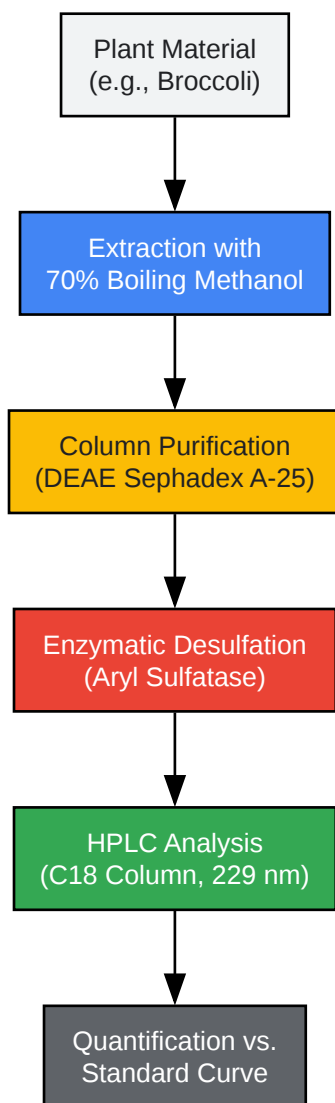 Plant Material
(e.g., Broccoli)
Extraction with
70% Boiling Methanol
Column Purification
(DEAE Sephadex A-25)
Enzymatic Desulfation
(Aryl Sulfatase)
HPLC Analysis
(C18 Column, 229 nm)
Quantification vs.
Standard Curve